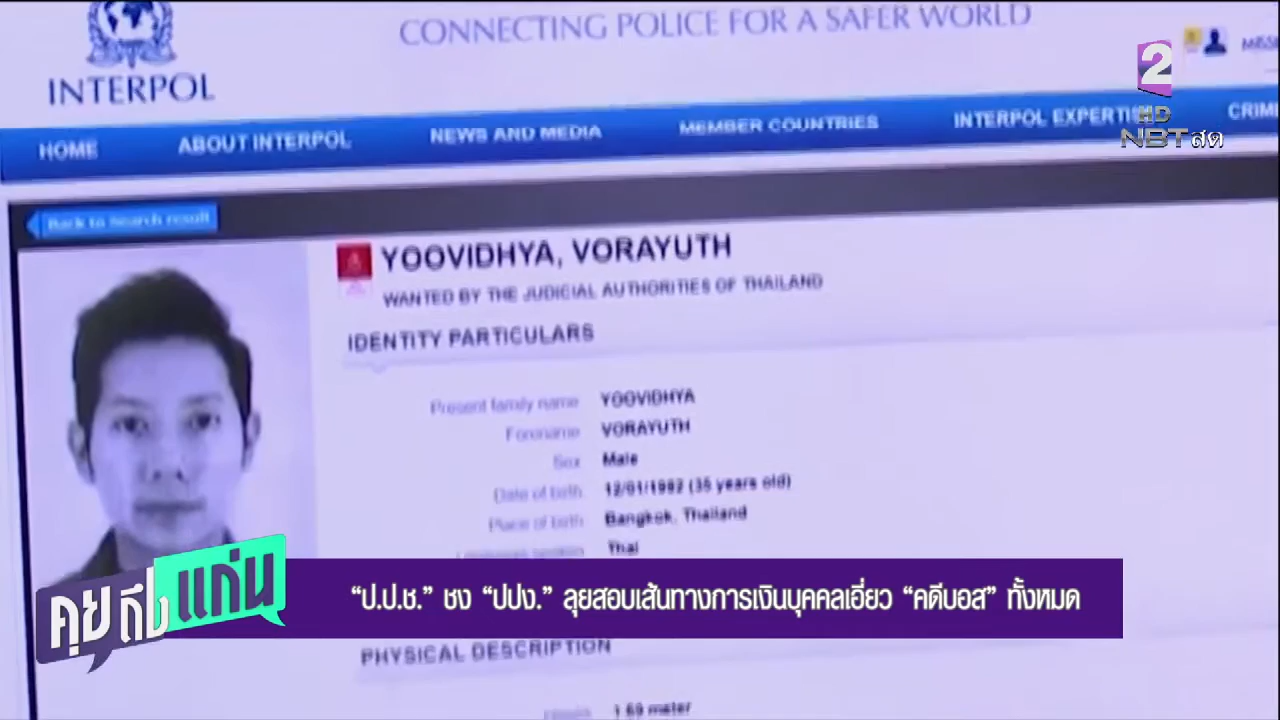 CONNECTING POLICE FOR A SAFER WORLD
INTERPOL
2
HD
NBT สด
HOME ABOUT INTERPOL NEWS AND MEDIA MEMBER COUNTRIES INTERPOL EXPERTISE CRIM
Back to search result
YOOVIDHYA, VORAYUTH
WANTED BY THE JUDICIAL AUTHORITIES OF THAILAND
IDENTITY PARTICULARS
Present family name YOOVIDHYA
Forename VORAYUTH
Sex Male
Date of birth 12/01/1982 (35 years old)
Place of birth Bangkok, Thailand
Thai
คุยถึงแก่น
“ป.ป.ช.” ชง “ปปง.” ลุยสอบเส้นทางการเงินบุคคลเอี่ยว “คดีบอส” ทั้งหมด
PHYSICAL DESCRIPTION
1.69 meter